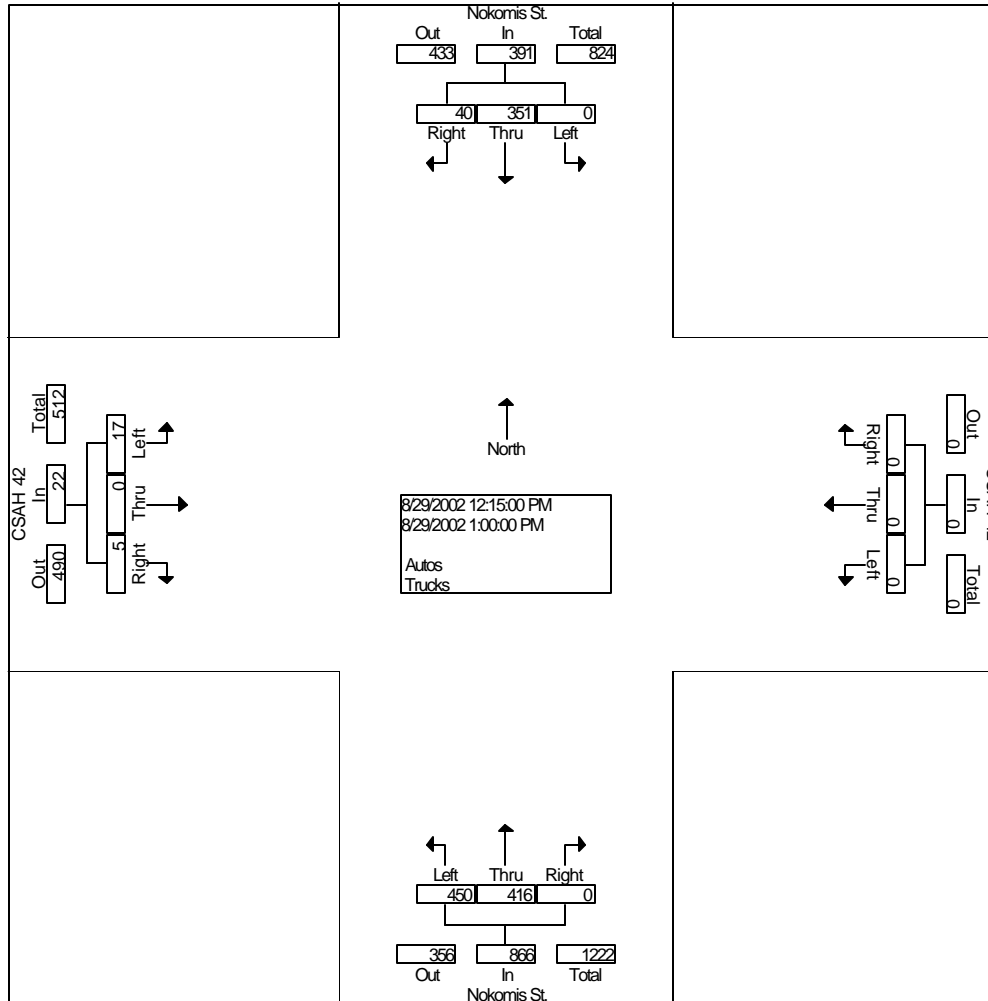 Nokomis St.
Out In Total
433 391 824
40 351 0
Right Thru Left
CSAH 42
Total In Out
512 22 490
17 0 5
Left Thru Right
North
8/29/2002 12:15:00 PM
8/29/2002 1:00:00 PM
Autos
Trucks
Right Thru Left
0 0 0
0 0 0
Out In Total
Left Thru Right
450 416 0
356 866 1222
Out In Total
Nokomis St.